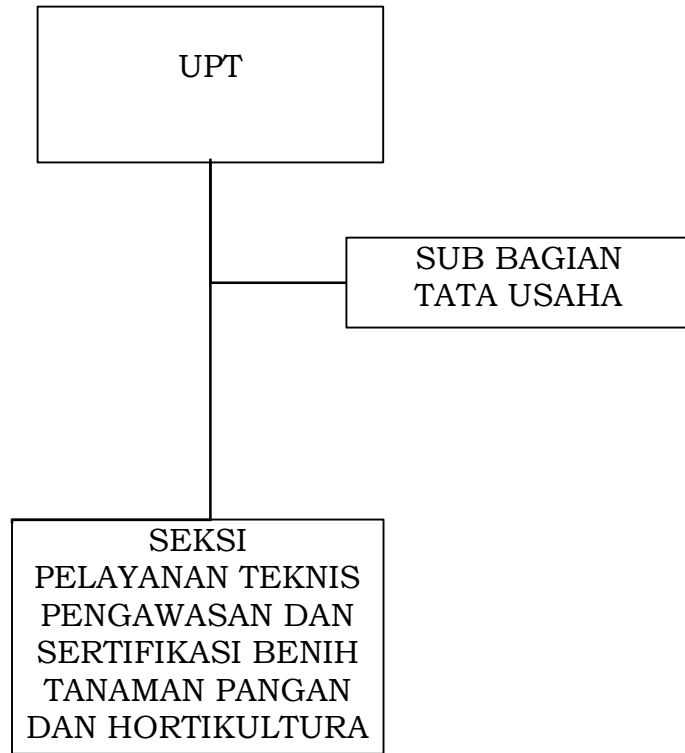 UPT
SUB BAGIAN
TATA USAHA
SEKSI
PELAYANAN TEKNIS
PENGAWASAN DAN
SERTIFIKASI BENIH
TANAMAN PANGAN
DAN HORTIKULTURA